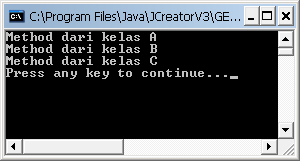 C:\Program Files\Java\JCreatorV3\GE...
Method dari kelas A
Method dari kelas B
Method dari kelas C
Press any key to continue..._